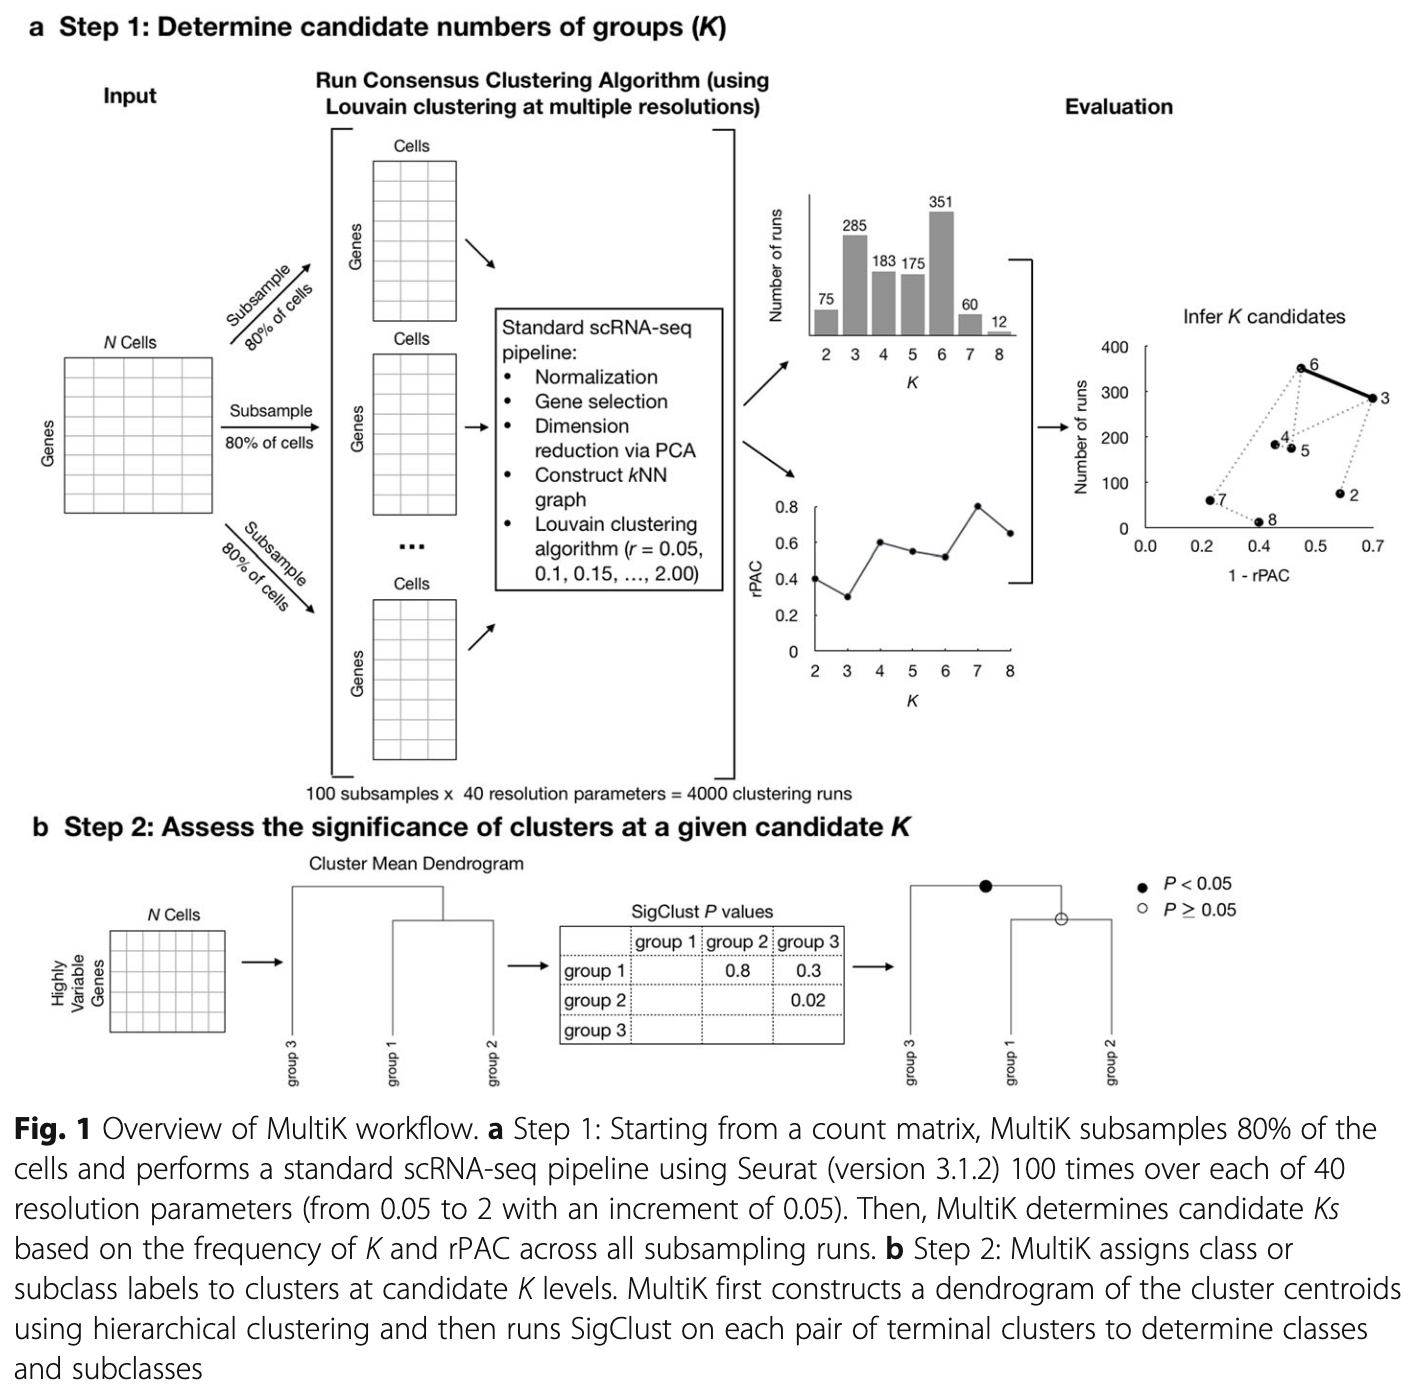 a Step 1: Determine candidate numbers of groups (K)
Input
Run Consensus Clustering Algorithm (using
Louvain clustering at multiple resolutions)
Evaluation
N Cells
Genes
Subsample
80% of cells
Subsample
80% of cells
Subsample
80% of cells
Cells
Genes
Cells
Genes
...
Cells
Genes
Standard scRNA-seq
pipeline:
• Normalization
• Gene selection
• Dimension
reduction via PCA
• Construct kNN
graph
• Louvain clustering
algorithm (r = 0.05,
0.1, 0.15, …, 2.00)
100 subsamples x 40 resolution parameters = 4000 clustering runs
Number of runs
75
285
183
175
351
60
12
2 3 4 5 6 7 8
K
rPAC
0.8
0.6
0.4
0.2
0
2 3 4 5 6 7 8
K
Infer K candidates
Number of runs
400
300
200
100
0
6
3
4
5
7
2
8
0.0 0.2 0.4 0.5 0.7
1 - rPAC
b Step 2: Assess the significance of clusters at a given candidate K
N Cells
Highly
Variable
Genes
Cluster Mean Dendrogram
group 3
group 1
group 2
SigClust P values
group 1 group 2 group 3
group 1 0.8 0.3
group 2 0.02
group 3
group 3
group 1
group 2
P < 0.05
P ≥ 0.05
Fig. 1 Overview of MultiK workflow. a Step 1: Starting from a count matrix, MultiK subsamples 80% of the
cells and performs a standard scRNA-seq pipeline using Seurat (version 3.1.2) 100 times over each of 40
resolution parameters (from 0.05 to 2 with an increment of 0.05). Then, MultiK determines candidate Ks
based on the frequency of K and rPAC across all subsampling runs. b Step 2: MultiK assigns class or
subclass labels to clusters at candidate K levels. MultiK first constructs a dendrogram of the cluster centroids
using hierarchical clustering and then runs SigClust on each pair of terminal clusters to determine classes
and subclasses